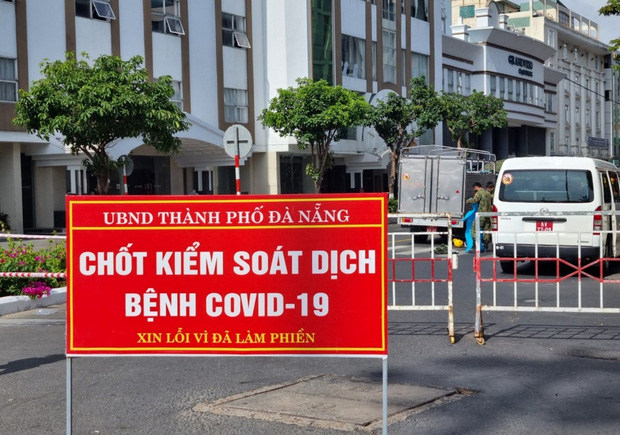 UBND THÀNH PHỐ ĐÀ NẴNG
CHỐT KIỂM SOÁT DỊCH
BỆNH COVID-19
XIN LỖI VÌ ĐÃ LÀM PHIỀN